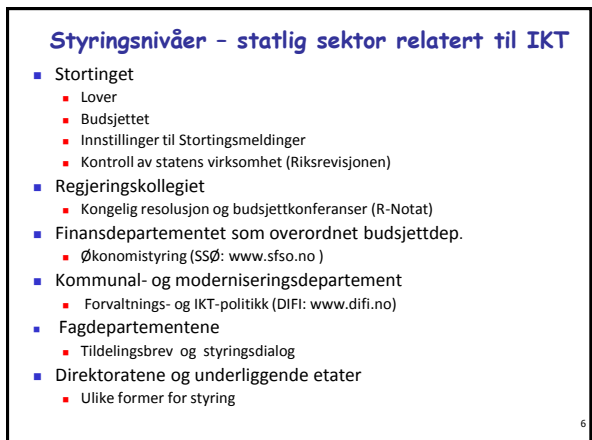 Styringsnivåer – statlig sektor relatert til IKT
Stortinget
Lover
Budsjettet
Innstillinger til Stortingsmeldinger
Kontroll av statens virksomhet (Riksrevisjonen)
Regjeringskollegiet
Kongelig resolusjon og budsjettkonferanser (R-Notat)
Finansdepartementet som overordnet budsjettdep.
Økonomistyring (SSØ: www.sfso.no )
Kommunal- og moderniseringsdepartement
Forvaltnings- og IKT-politikk (DIFI: www.difi.no)
Fagdepartementene
Tildelingsbrev og styringsdialog
Direktoratene og underliggende etater
Ulike former for styring
6